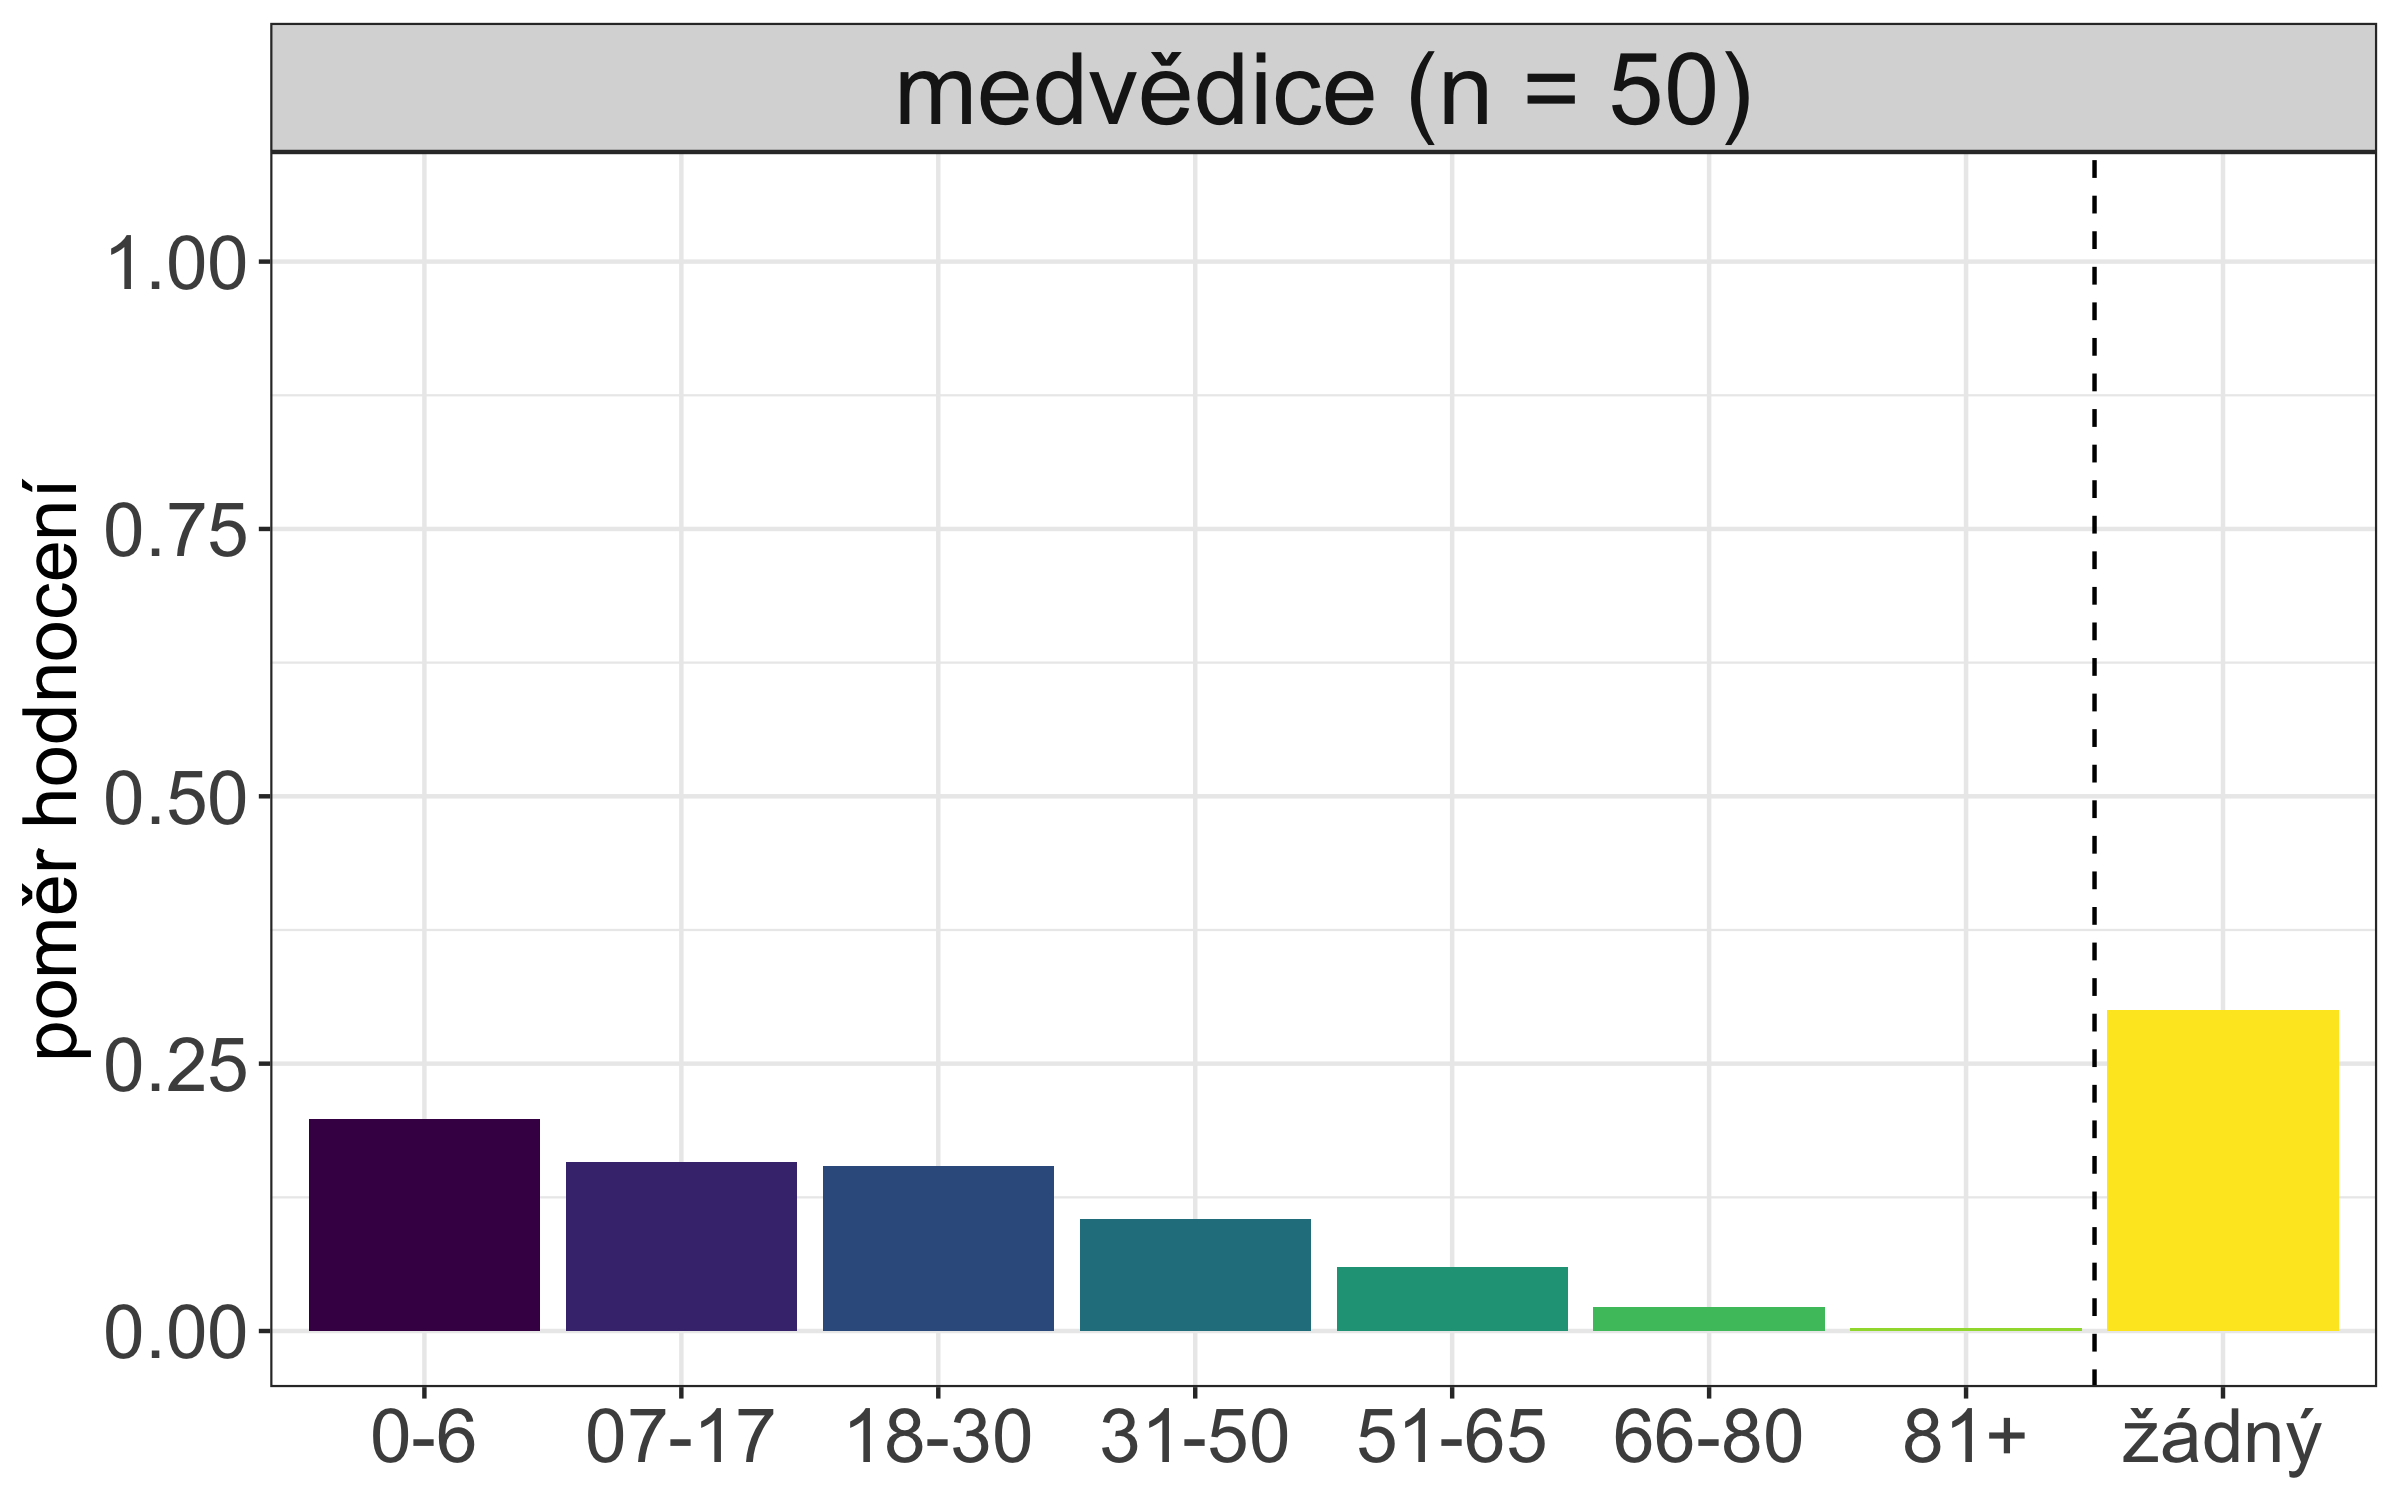 medvědice (n = 50)
poměr hodnocení
1.00
0.75
0.50
0.25
0.00
0-6 07-17 18-30 31-50 51-65 66-80 81+ žádný